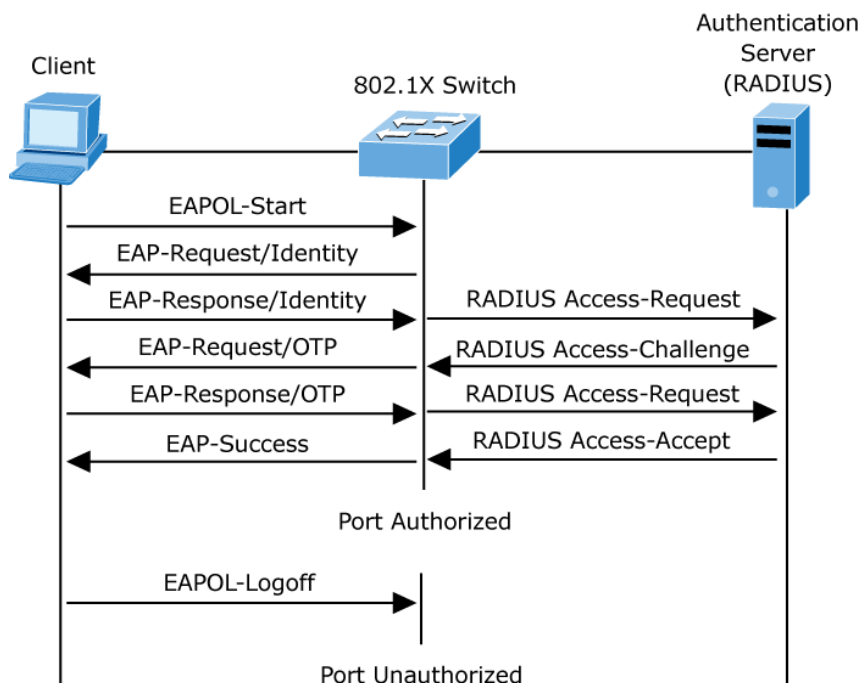 Authentication
Server
(RADIUS)
Client
802.1X Switch
EAPOL-Start
EAP-Request/Identity
EAP-Response/Identity
RADIUS Access-Request
EAP-Request/OTP
RADIUS Access-Challenge
EAP-Response/OTP
RADIUS Access-Request
EAP-Success
RADIUS Access-Accept
Port Authorized
EAPOL-Logoff
Port Unauthorized